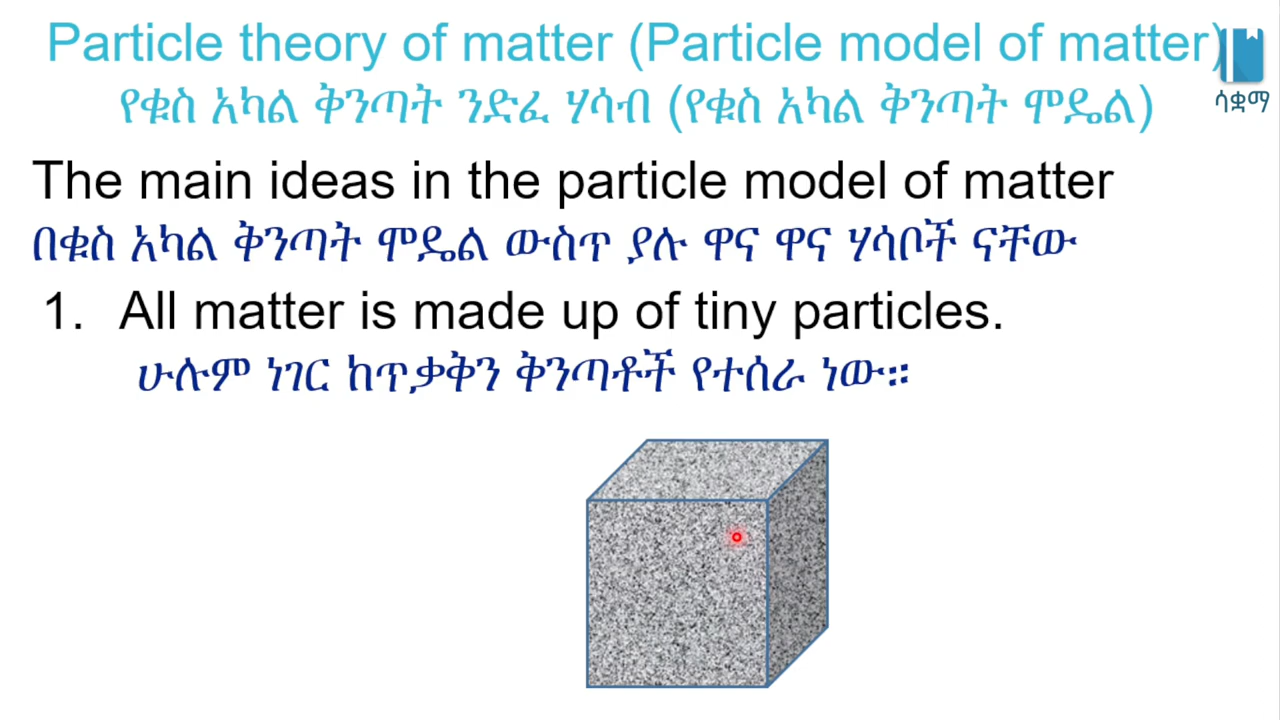 Particle theory of matter (Particle model of matter)
የቁስ አካል ቅንጣት ንድፈ ሃሳብ (የቁስ አካል ቅንጣት ሞዴል)
ሳቋማ
The main ideas in the particle model of matter
በቁስ አካል ቅንጣት ሞዴል ውስጥ ያሉ ዋና ዋና ሃሳቦች ናቸው
1. All matter is made up of tiny particles.
ሁሉም ነገር ከጥቃቅን ቅንጣቶች የተሰራ ነው።